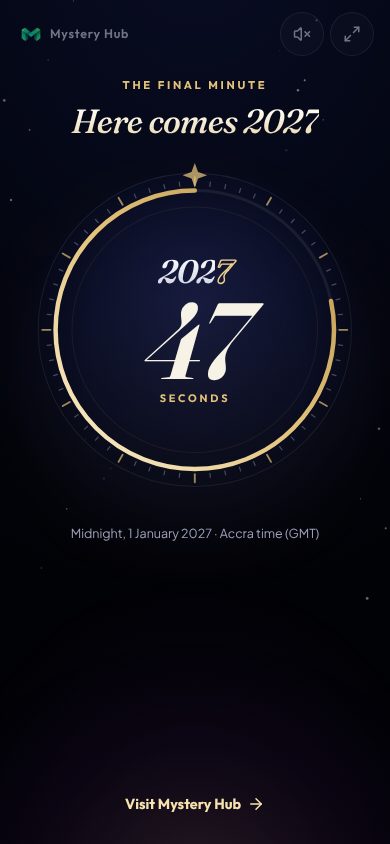 Mystery Hub
THE FINAL MINUTE
Here comes 2027
2027
47
SECONDS
Midnight, 1 January 2027 · Accra time (GMT)
Visit Mystery Hub →